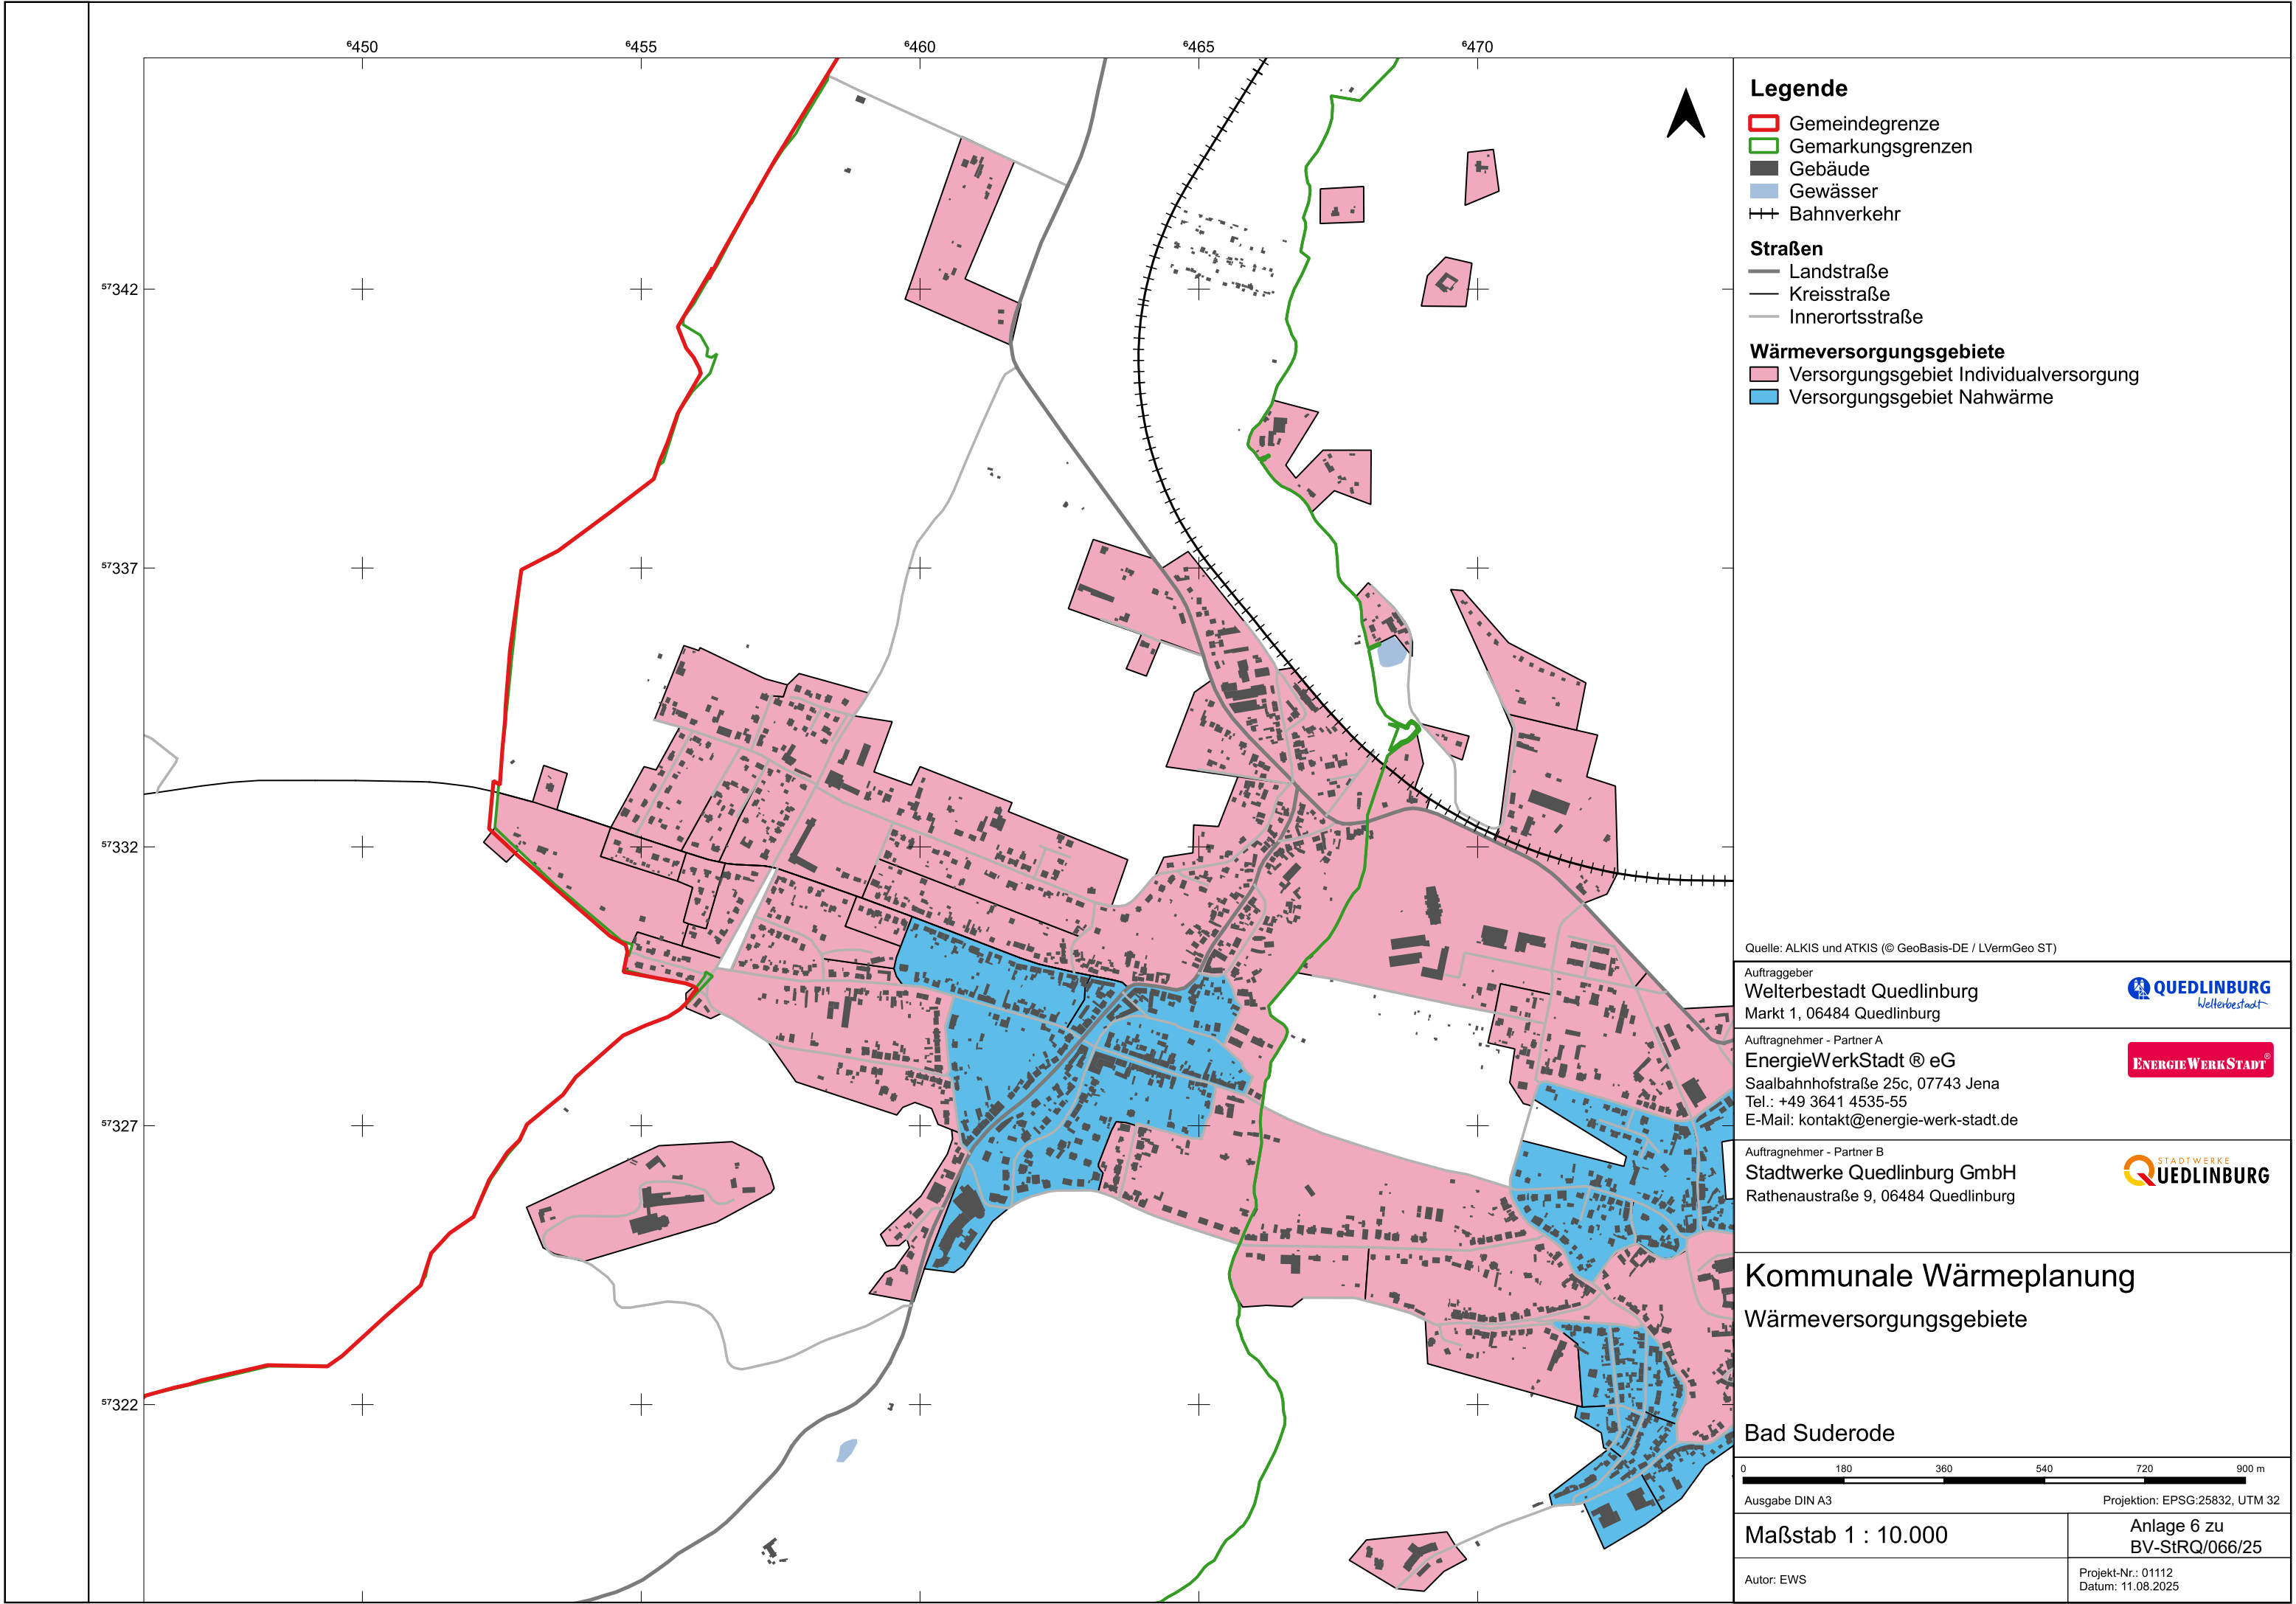 ⁶450
⁶455
⁶460
⁶465
⁶470
⁵⁷342
⁵⁷337
⁵⁷332
⁵⁷327
⁵⁷322
Legende
Gemeindegrenze
Gemarkungsgrenzen
Gebäude
Gewässer
Bahnverkehr
Straßen
Landstraße
Kreisstraße
Innerortsstraße
Wärmeversorgungsgebiete
Versorgungsgebiet Individualversorgung
Versorgungsgebiet Nahwärme
Quelle: ALKIS und ATKIS (© GeoBasis-DE / LVermGeo ST)
Auftraggeber
Welterbestadt Quedlinburg
Markt 1, 06484 Quedlinburg
QUEDLINBURG
Welterbestadt
Auftragnehmer - Partner A
EnergieWerkStadt ® eG
Saalbahnhofstraße 25c, 07743 Jena
Tel.: +49 3641 4535-55
E-Mail: kontakt@energie-werk-stadt.de
ENERGIEWERKSTADT®
Auftragnehmer - Partner B
Stadtwerke Quedlinburg GmbH
Rathenaustraße 9, 06484 Quedlinburg
STADTWERKE
QUEDLINBURG
Kommunale Wärmeplanung
Wärmeversorgungsgebiete
Bad Suderode
0 180 360 540 720 900 m
Ausgabe DIN A3 Projektion: EPSG:25832, UTM 32
Maßstab 1 : 10.000
Anlage 6 zu
BV-StRQ/066/25
Autor: EWS
Projekt-Nr.: 01112
Datum: 11.08.2025